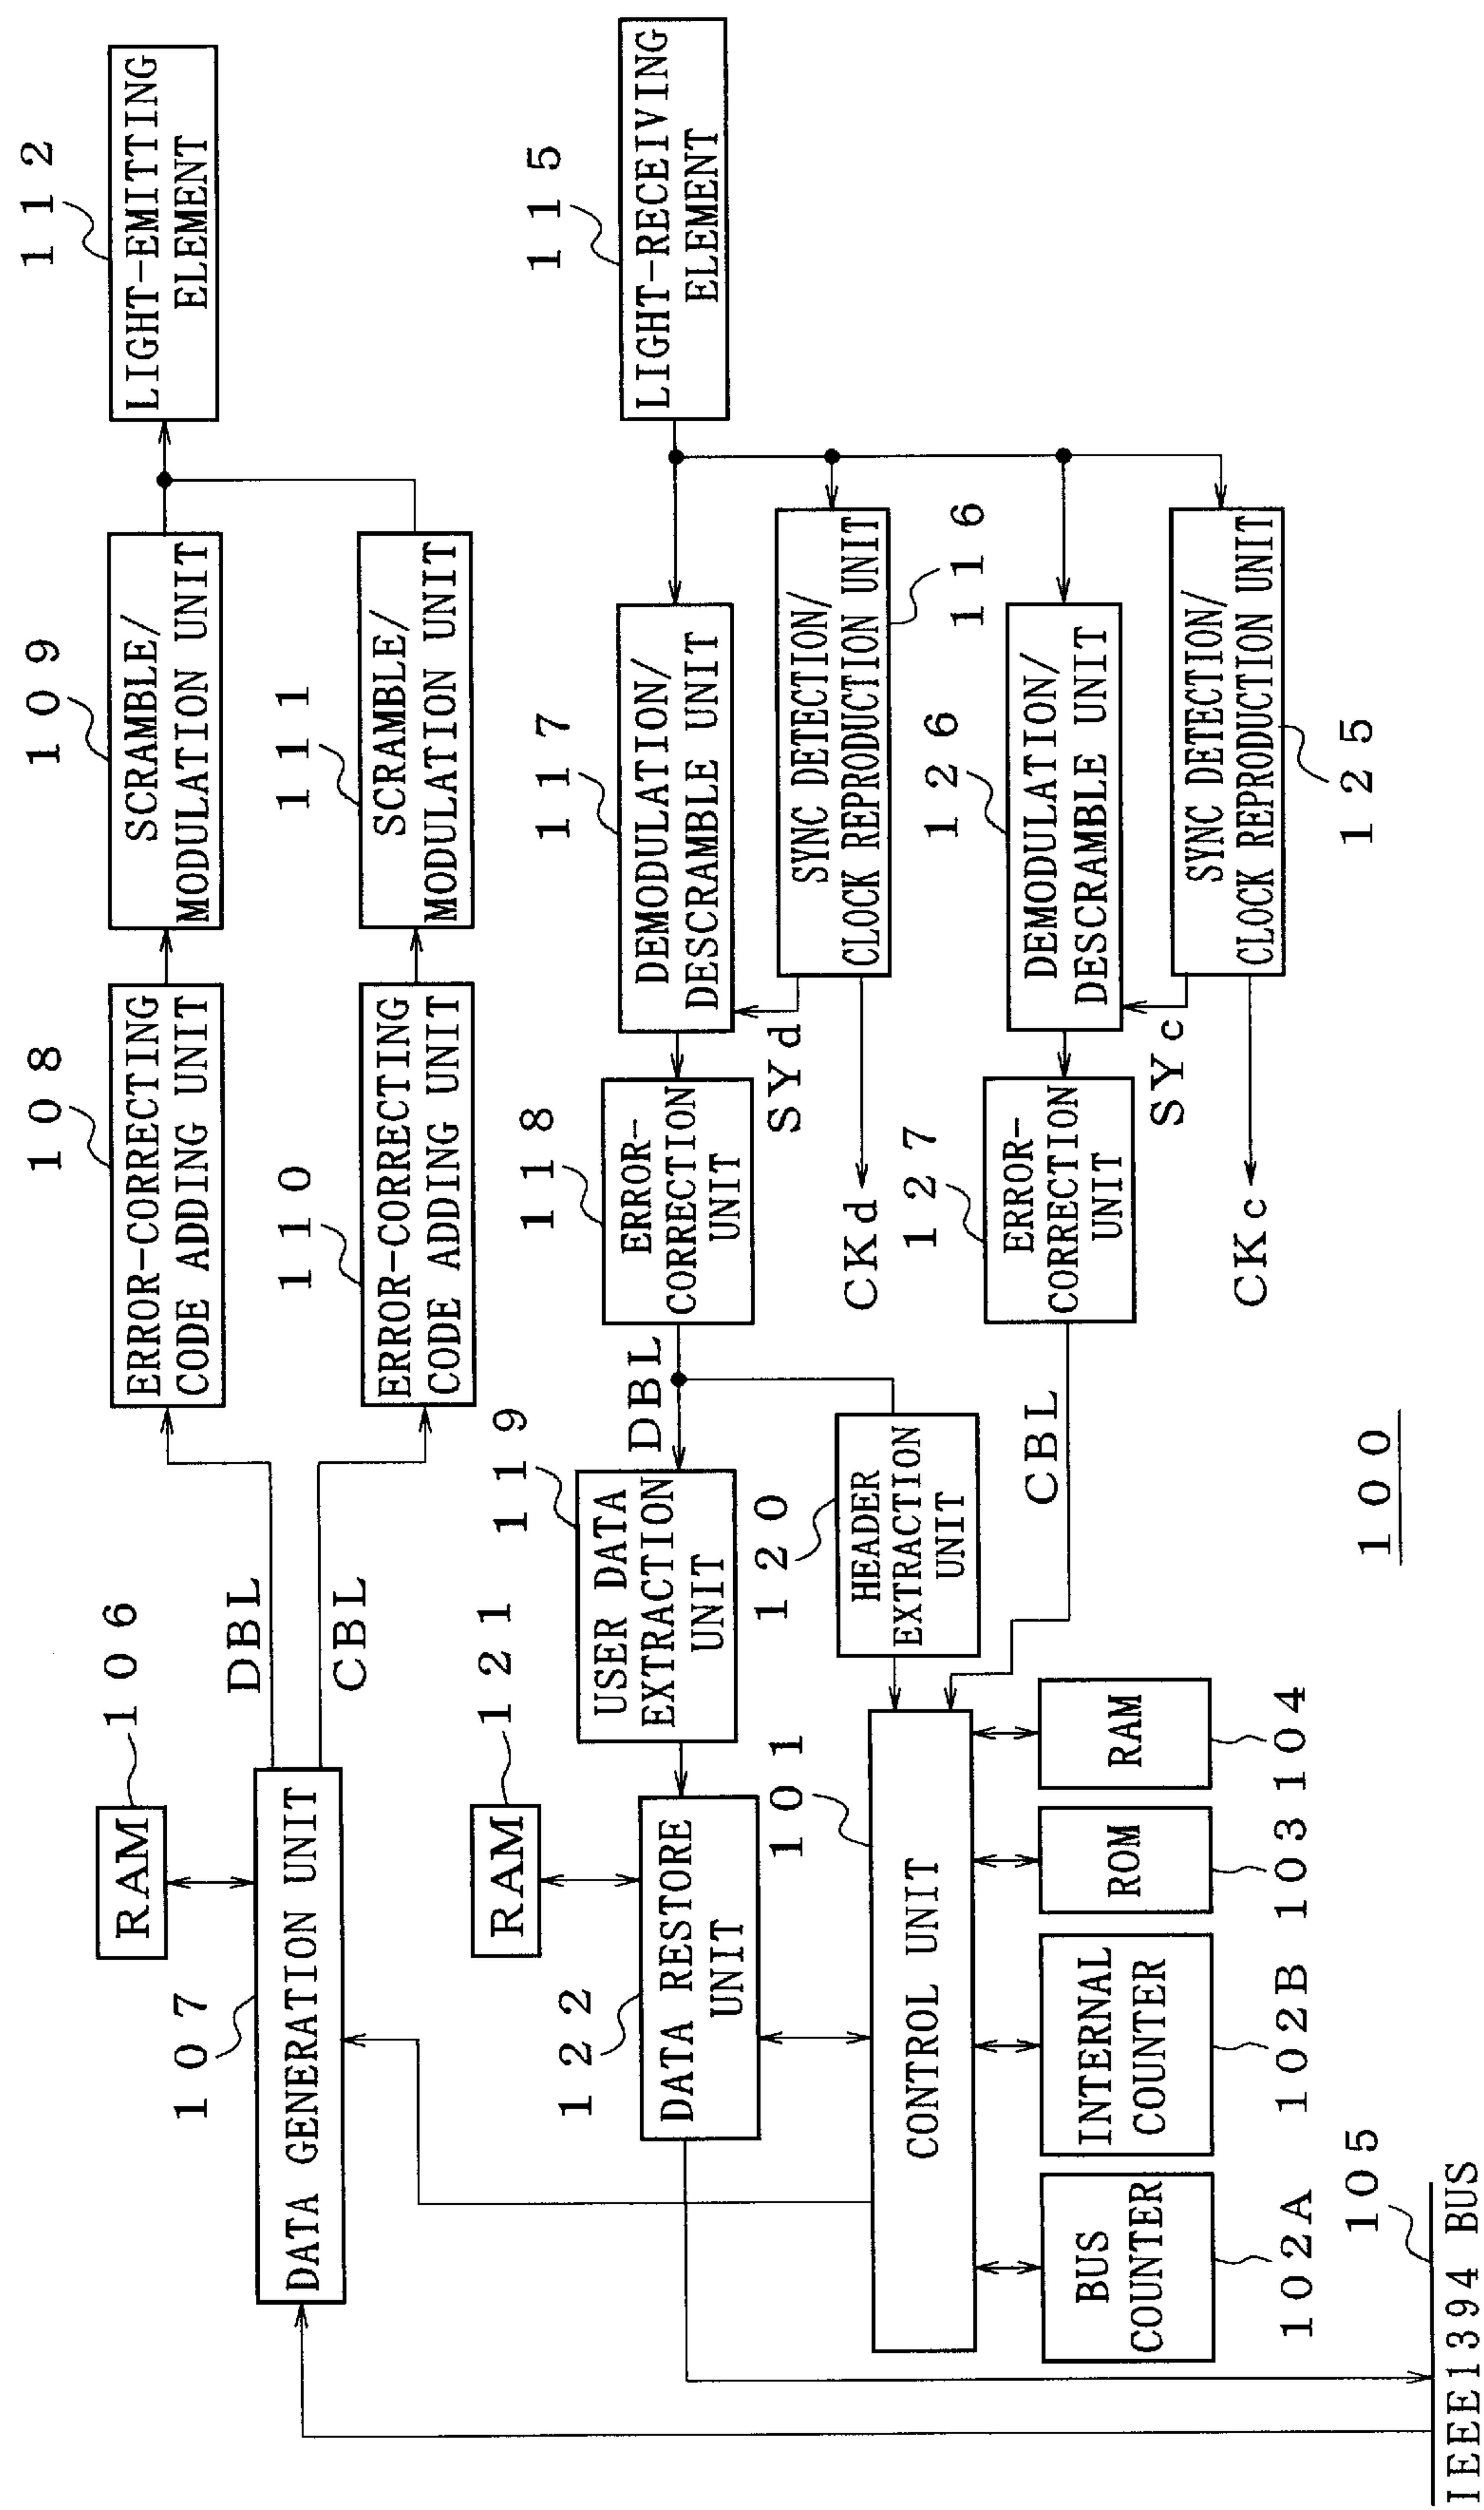 106
RAM
107
DATA GENERATION UNIT
DBL
CBL
108
ERROR-CORRECTING
CODE ADDING UNIT
109
SCRAMBLE/
MODULATION UNIT
112
LIGHT-EMITTING
ELEMENT
110
ERROR-CORRECTING
CODE ADDING UNIT
111
SCRAMBLE/
MODULATION UNIT
121
RAM
122
DATA RESTORE
UNIT
119
USER DATA
EXTRACTION
UNIT
DBL
118
ERROR-
CORRECTION
UNIT
117
DEMODULATION/
DESCRAMBLE UNIT
115
LIGHT-RECEIVING
ELEMENT
SYd
SYNC DETECTION/
CLOCK REPRODUCTION UNIT
116
CKd
120
HEADER
EXTRACTION
UNIT
101
CONTROL UNIT
CBL
127
ERROR-
CORRECTION
UNIT
126
DEMODULATION/
DESCRAMBLE UNIT
SYc
SYNC DETECTION/
CLOCK REPRODUCTION UNIT
125
CKc
BUS
COUNTER
102A
INTERNAL
COUNTER
102B
ROM
103
RAM
104
105
IEEE1394 BUS
100